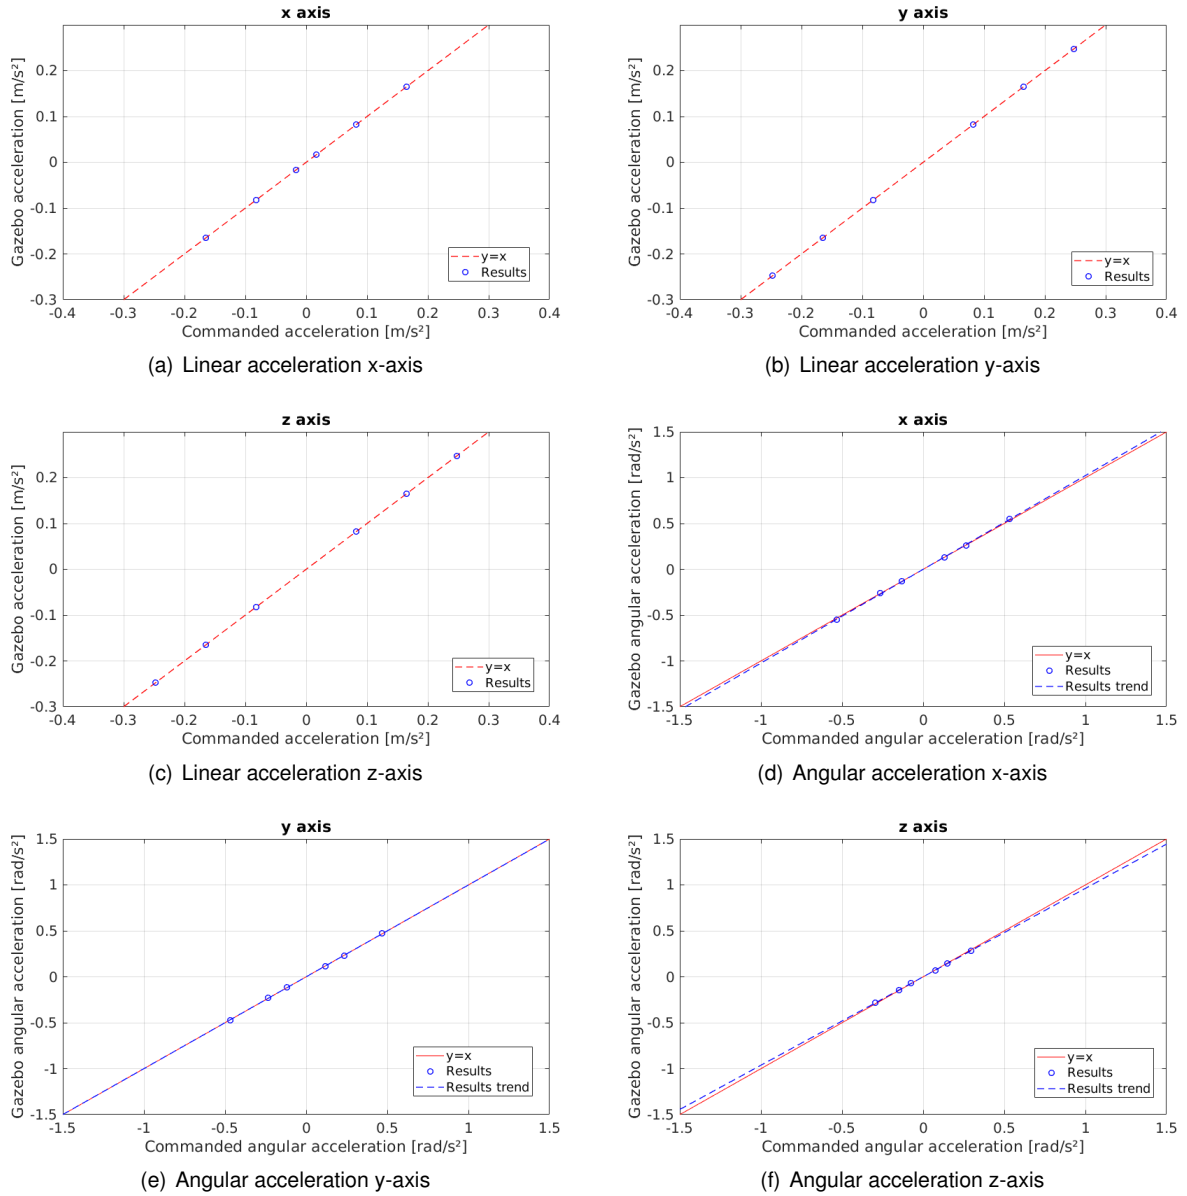 x axis
Gazebo acceleration [m/s²]
0.2
0.1
0
-0.1
-0.2
-0.3
-0.4 -0.3 -0.2 -0.1 0 0.1 0.2 0.3 0.4
Commanded acceleration [m/s²]
y=x
Results
(a) Linear acceleration x-axis
y axis
Gazebo acceleration [m/s²]
0.2
0.1
0
-0.1
-0.2
-0.3
-0.4 -0.3 -0.2 -0.1 0 0.1 0.2 0.3 0.4
Commanded acceleration [m/s²]
y=x
Results
(b) Linear acceleration y-axis
z axis
Gazebo acceleration [m/s²]
0.2
0.1
0
-0.1
-0.2
-0.3
-0.4 -0.3 -0.2 -0.1 0 0.1 0.2 0.3 0.4
Commanded acceleration [m/s²]
y=x
Results
(c) Linear acceleration z-axis
x axis
Gazebo angular acceleration [rad/s²]
1.5
1
0.5
0
-0.5
-1
-1.5
-1.5 -1 -0.5 0 0.5 1 1.5
Commanded angular acceleration [rad/s²]
y=x
Results
Results trend
(d) Angular acceleration x-axis
y axis
Gazebo angular acceleration [rad/s²]
1.5
1
0.5
0
-0.5
-1
-1.5
-1.5 -1 -0.5 0 0.5 1 1.5
Commanded angular acceleration [rad/s²]
y=x
Results
Results trend
(e) Angular acceleration y-axis
z axis
Gazebo angular acceleration [rad/s²]
1.5
1
0.5
0
-0.5
-1
-1.5
-1.5 -1 -0.5 0 0.5 1 1.5
Commanded angular acceleration [rad/s²]
y=x
Results
Results trend
(f) Angular acceleration z-axis